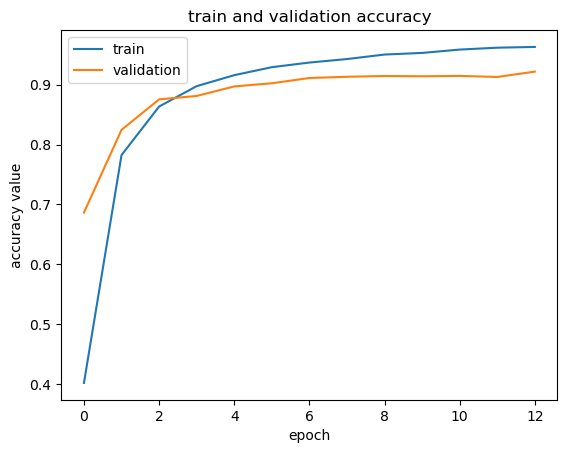 train and validation accuracy
train
validation
0.9
0.8
0.7
0.6
0.5
0.4
accuracy value
0 2 4 6 8 10 12
epoch